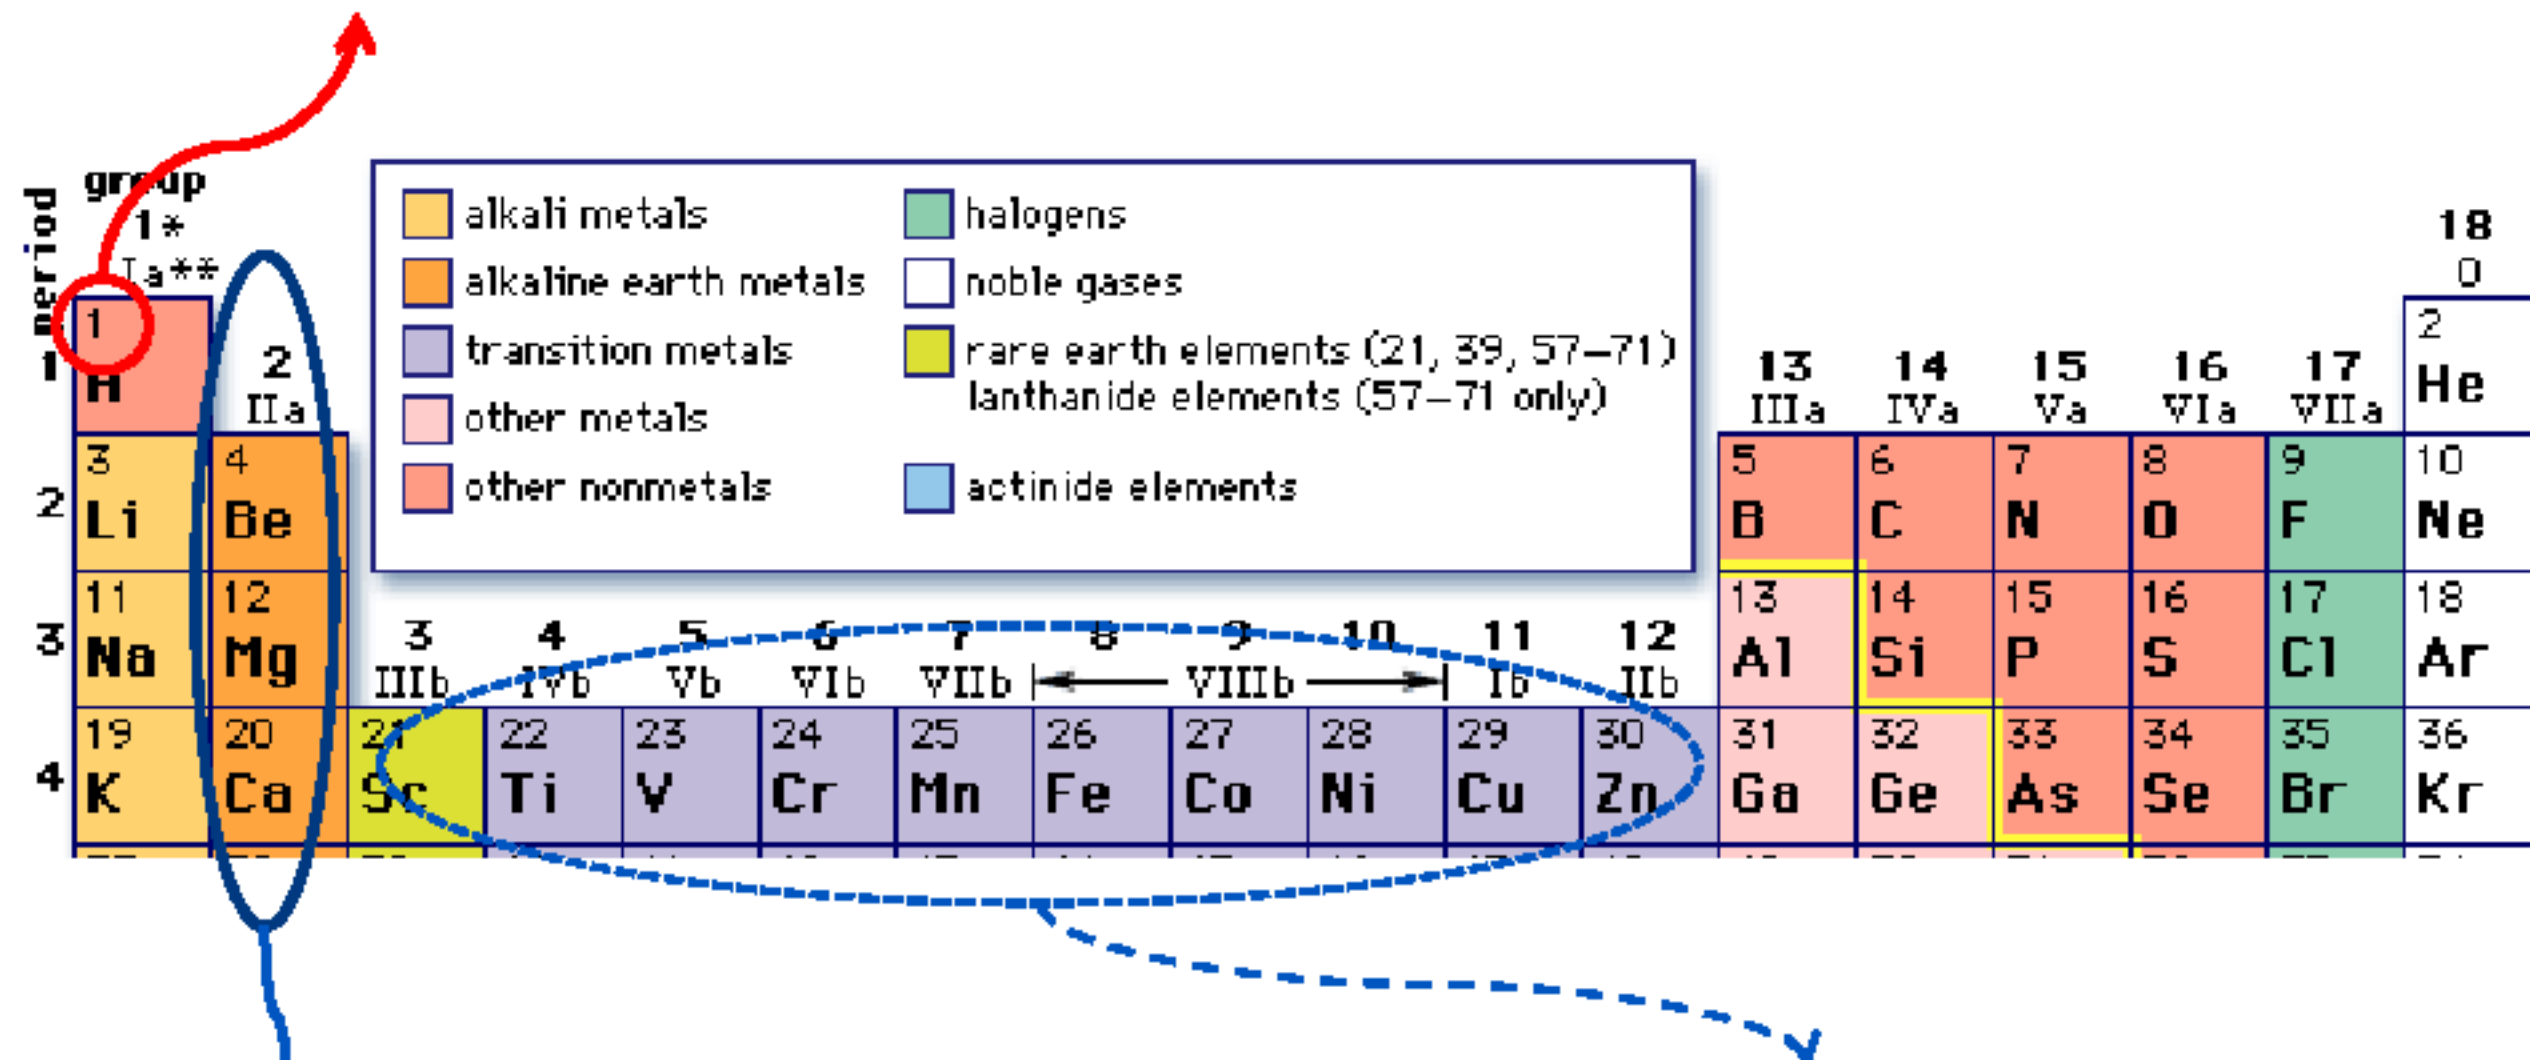 group
period
1*
Ia**
alkali metals
halogens
alkaline earth metals
noble gases
transition metals
rare earth elements (21, 39, 57–71)
lanthanide elements (57–71 only)
other metals
other nonmetals
actinide elements
18
0
1
1
H
2
IIa
13 14 15 16 17
IIIa IVa Va VIa VIIa
2
He
2
3 4 5 6 7 8 9 10
Li Be B C N O F Ne
3
11 12 13 14 15 16 17 18
Na Mg Al Si P S Cl Ar
3 4 5 6 7 8 9 10 11 12
IIIb IVb Vb VIb VIIb VIIIb Ib IIb
4
19 20 21 22 23 24 25 26 27 28 29 30 31 32 33 34 35 36
K Ca Sc Ti V Cr Mn Fe Co Ni Cu Zn Ga Ge As Se Br Kr